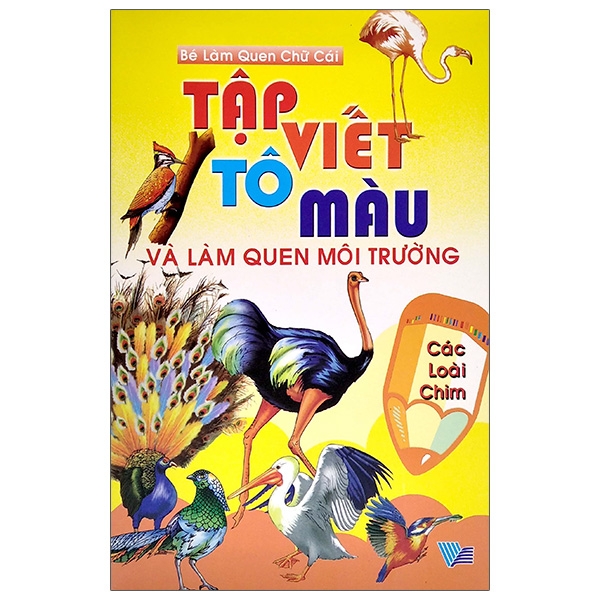 Bé Làm Quen Chữ Cái
TẬP
VIẾT
TÔ
MÀU
VÀ LÀM QUEN MÔI TRƯỜNG
Các
Loài
Chim